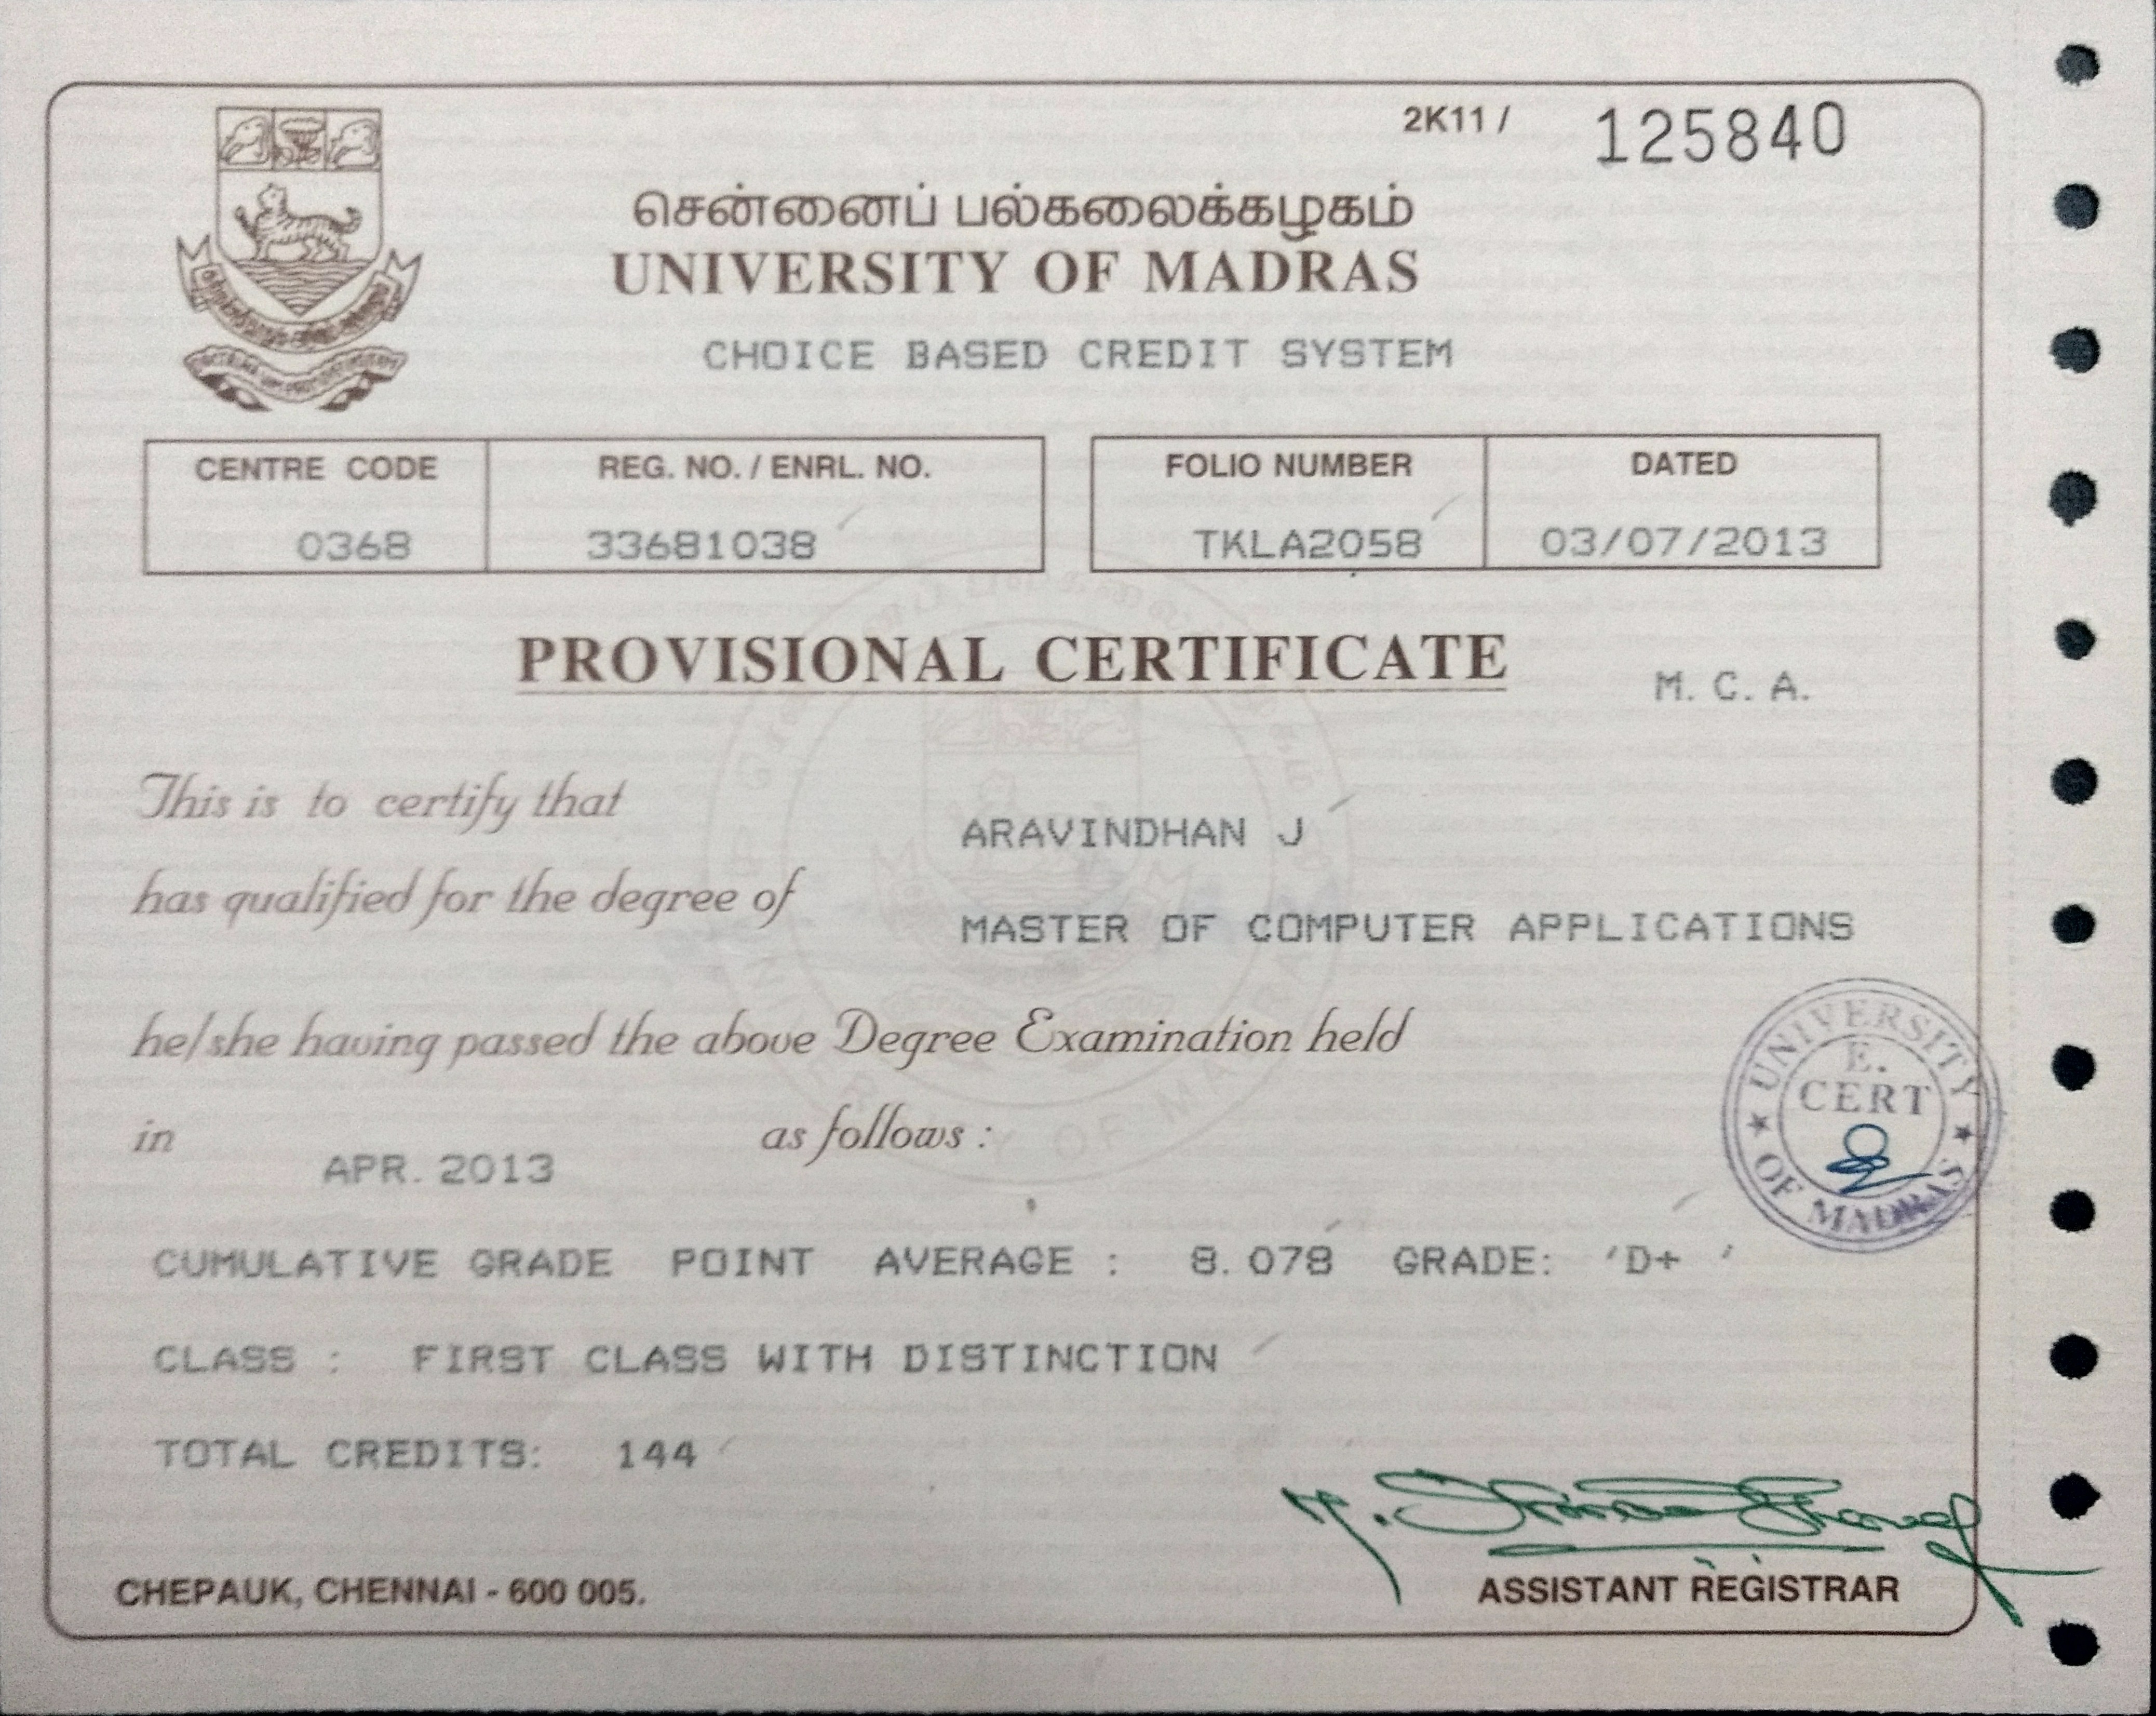 2K11 / 125840
சென்னைப் பல்கலைக்கழகம்
UNIVERSITY OF MADRAS
CHOICE BASED CREDIT SYSTEM
CENTRE CODE REG. NO. / ENRL. NO. FOLIO NUMBER DATED
0368 33681038 TKLA2058 03/07/2013
PROVISIONAL CERTIFICATE
M. C. A.
This is to certify that ARAVINDHAN J
has qualified for the degree of MASTER OF COMPUTER APPLICATIONS
he/she having passed the above Degree Examination held
in APR. 2013 as follows :
UNIVERSITY OF MADRAS
E.
CERT
CUMULATIVE GRADE POINT AVERAGE : 8.078 GRADE: 'D+ '
CLASS : FIRST CLASS WITH DISTINCTION
TOTAL CREDITS: 144
CHEPAUK, CHENNAI - 600 005. ASSISTANT REGISTRAR